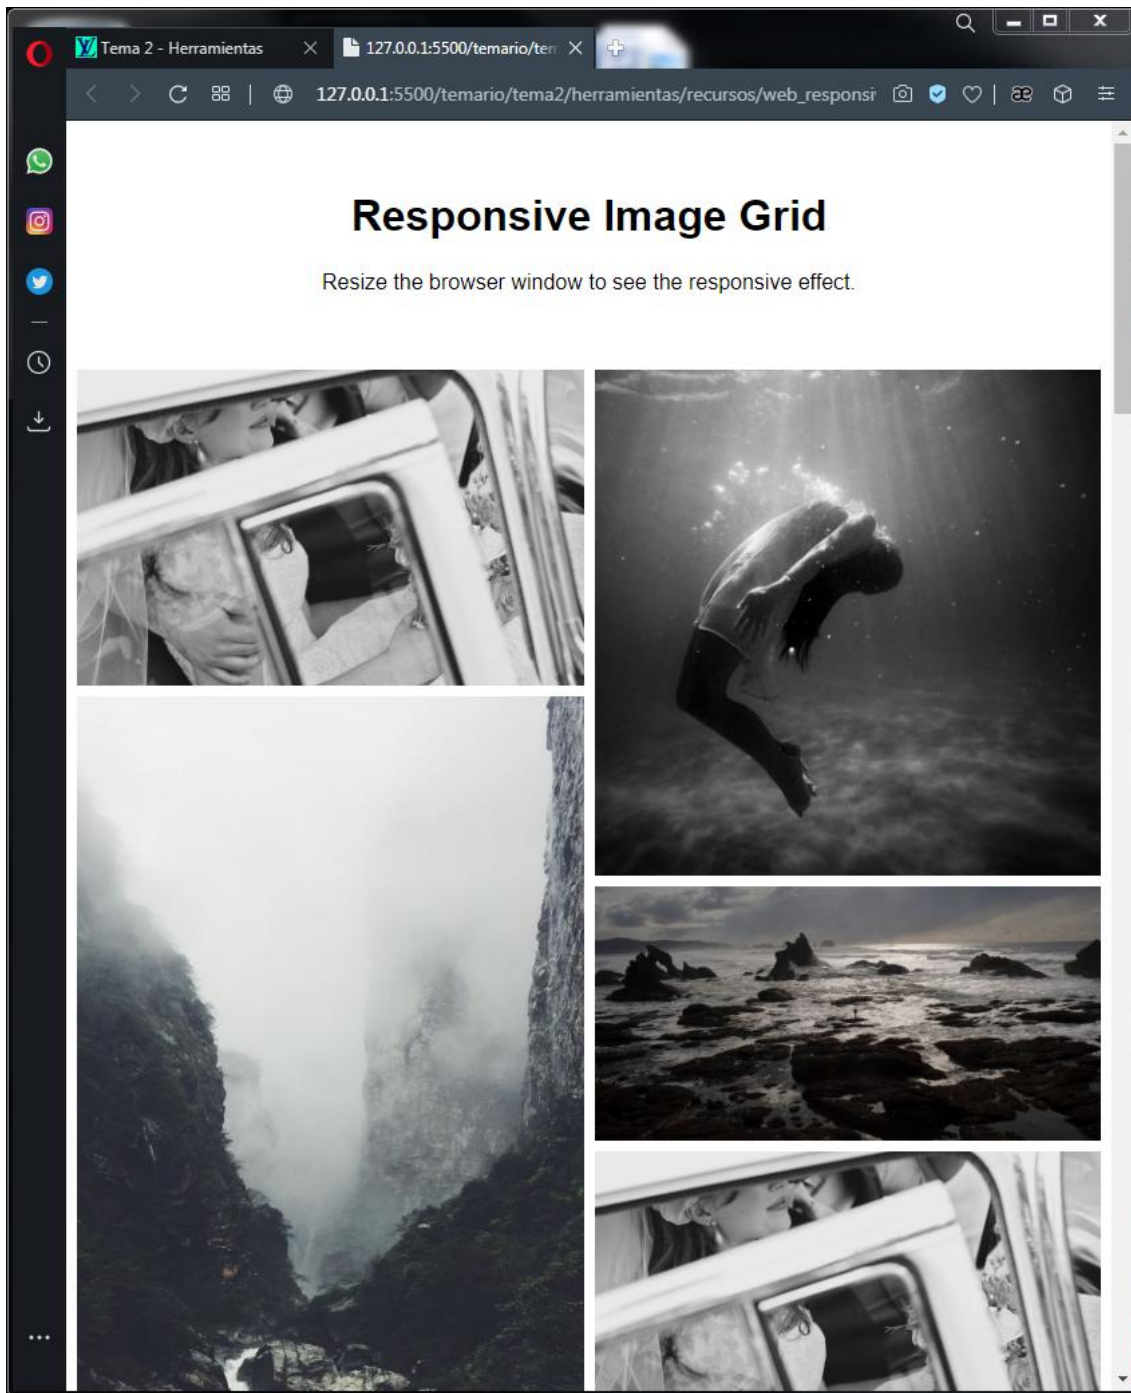 Tema 2 - Herramientas
127.0.0.1:5500/temario/tem
127.0.0.1:5500/temario/tema2/herramientas/recursos/web_responsi
Responsive Image Grid
Resize the browser window to see the responsive effect.